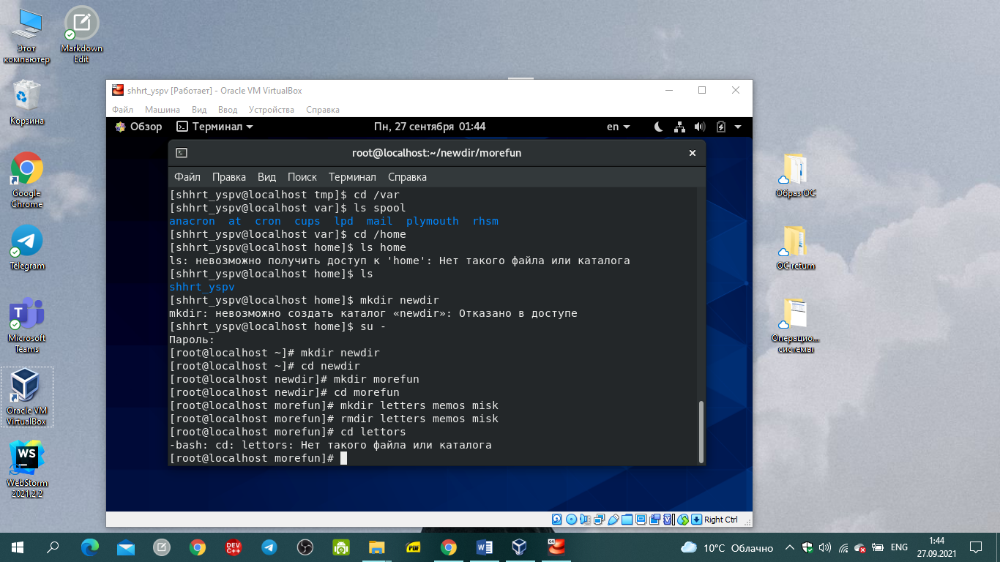 Этот компьютер
Markdown Edit
Корзина
Google Chrome
Telegram
Microsoft Teams
Oracle VM VirtualBox
WebStorm 2021.2.2
shhrt_yspv [Работает] - Oracle VM VirtualBox
Файл Машина Вид Ввод Устройства Справка
Обзор Терминал Пн, 27 сентября 01:44 en
root@localhost:~/newdir/morefun
Файл Правка Вид Поиск Терминал Справка
[shhrt_yspv@localhost tmp]$ cd /var
[shhrt_yspv@localhost var]$ ls spool
anacron at cron cups lpd mail plymouth rhsm
[shhrt_yspv@localhost var]$ cd /home
[shhrt_yspv@localhost home]$ ls home
ls: невозможно получить доступ к 'home': Нет такого файла или каталога
[shhrt_yspv@localhost home]$ ls
shhrt_yspv
[shhrt_yspv@localhost home]$ mkdir newdir
mkdir: невозможно создать каталог «newdir»: Отказано в доступе
[shhrt_yspv@localhost home]$ su -
Пароль:
[root@localhost ~]# mkdir newdir
[root@localhost ~]# cd newdir
[root@localhost newdir]# mkdir morefun
[root@localhost newdir]# cd morefun
[root@localhost morefun]# mkdir letters memos misk
[root@localhost morefun]# rmdir letters memos misk
[root@localhost morefun]# cd lettors
-bash: cd: lettors: Нет такого файла или каталога
[root@localhost morefun]#
Right Ctrl
Образ ОС
ОС return
Операцио... системы
WS
DEV C++
PDF
10°C Облачно
ENG
1:44
27.09.2021